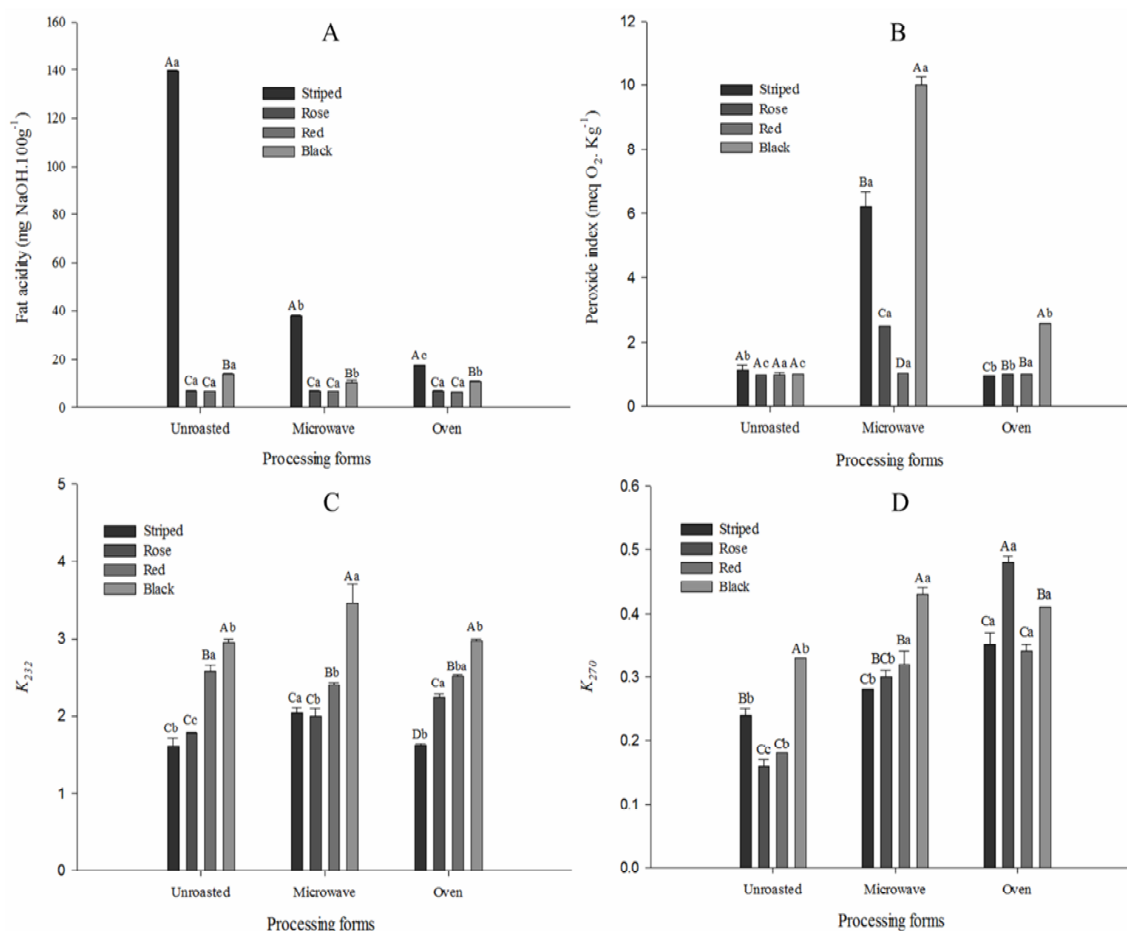 A
Fat acidity (mg NaOH.100g-1)
160
140
120
100
80
60
40
20
0
Striped
Rose
Red
Black
Aa
Ca Ca Ba
Ab
Ca Ca Bb
Ac
Ca Ca Bb
Unroasted Microwave Oven
Processing forms
B
Peroxide index (meq O2. Kg-1)
12
10
8
6
4
2
0
Striped
Rose
Red
Black
Ab Ac Aa Ac
Ba Ca Da Aa
Cb Bb Ba Ab
Unroasted Microwave Oven
Processing forms
C
K232
5
4
3
2
1
0
Striped
Rose
Red
Black
Cb Cc Ba Ab
Ca Cb Bb Aa
Db Ca Bba Ab
Unroasted Microwave Oven
Processing forms
D
K270
0.6
0.5
0.4
0.3
0.2
0.1
0.0
Striped
Rose
Red
Black
Bb Cc Cb Ab
Cb BCb Ba Aa
Ca Aa Ca Ba
Unroasted Microwave Oven
Processing forms